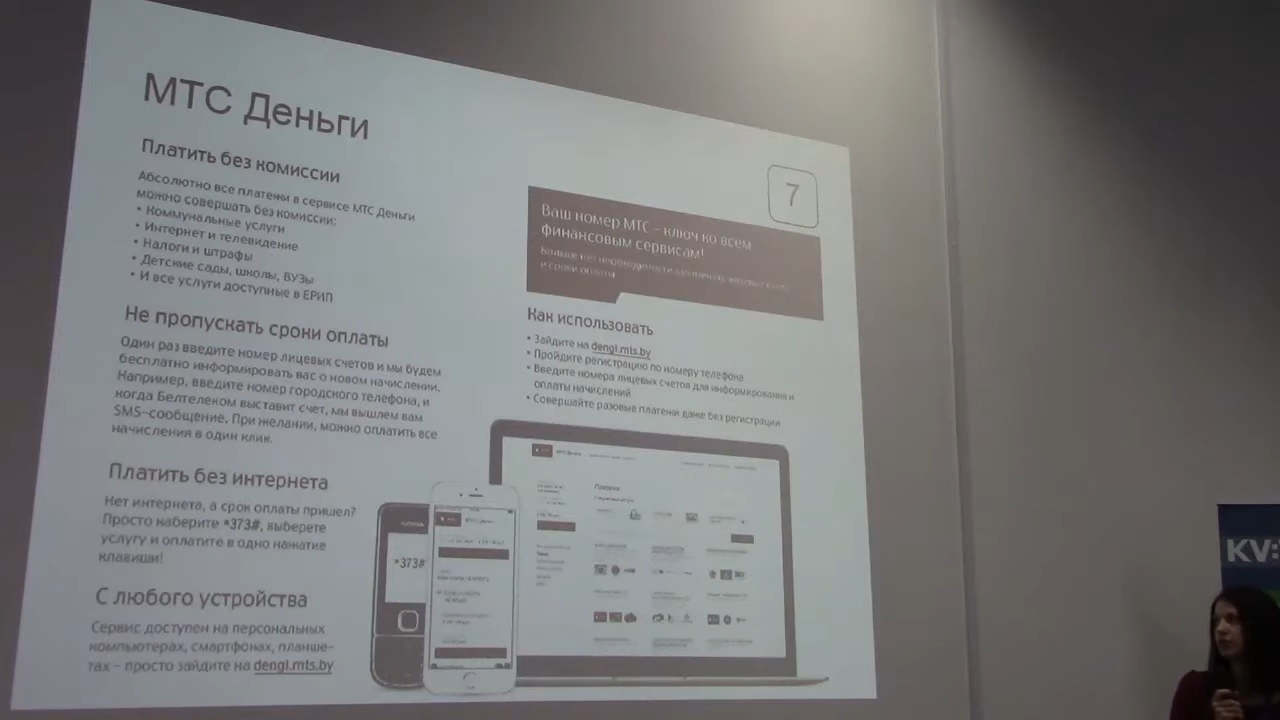 МТС Деньги
Платить без комиссии
Абсолютно все платежи в сервисе МТС Деньги
можно совершать без комиссии:
• Коммунальные услуги
• Интернет и телевидение
• Налоги и штрафы
• Детские сады, школы, ВУЗы
• И все услуги доступные в ЕРИП
Не пропускать сроки оплаты
Один раз введите номер лицевых счетов и мы будем
бесплатно информировать вас о новом начислении.
Например, введите номер городского телефона, и
когда Белтелеком выставит счет, мы вышлем вам
SMS–сообщение. При желании, можно оплатить все
начисления в один клик.
Платить без интернета
Нет интернета, а срок оплаты пришел?
Просто наберите *373#, выберете
услугу и оплатите в одно нажатие
клавиши!
С любого устройства
Сервис доступен на персональных
компьютерах, смартфонах, планше-
тах – просто зайдите на dengi.mts.by
7
Ваш номер МТС – ключ ко всем
финансовым сервисам!
Больше нет необходимости
и сроки оплаты
Как использовать
• Зайдите на dengi.mts.by
• Пройдите регистрацию по номеру телефона
• Введите номера лицевых счетов для информирования и
оплаты начислений
• Совершайте разовые платежи даже без регистрации
*373#
KV: